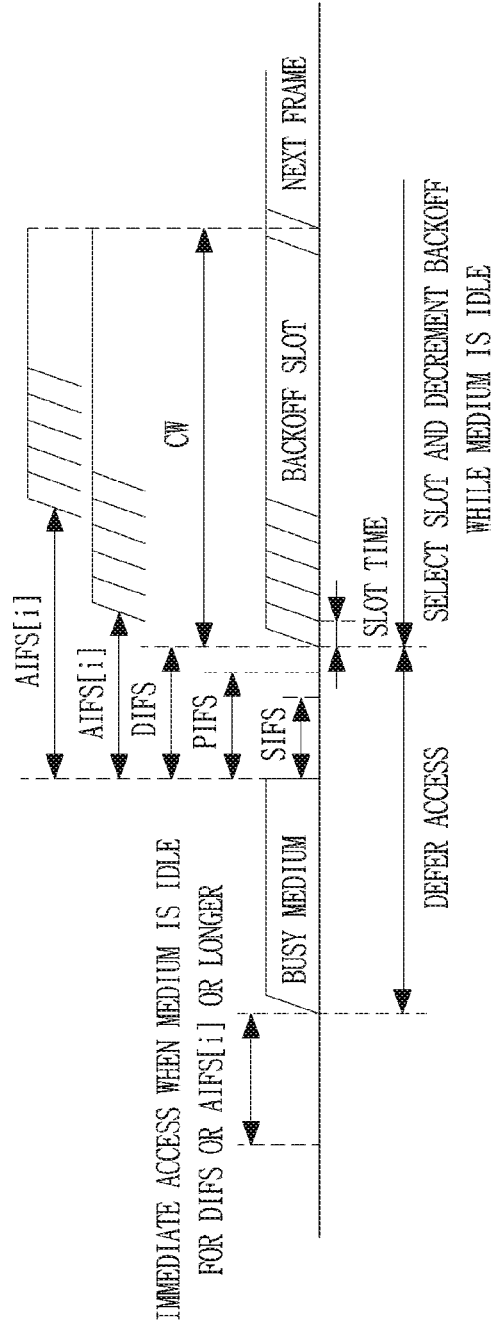 IMMEDIATE ACCESS WHEN MEDIUM IS IDLE
FOR DIFS OR AIFS[i] OR LONGER
AIFS[i]
AIFS[i]
DIFS
PIFS
SIFS
CW
BUSY MEDIUM
BACKOFF SLOT
NEXT FRAME
SLOT TIME
DEFER ACCESS
SELECT SLOT AND DECREMENT BACKOFF
WHILE MEDIUM IS IDLE